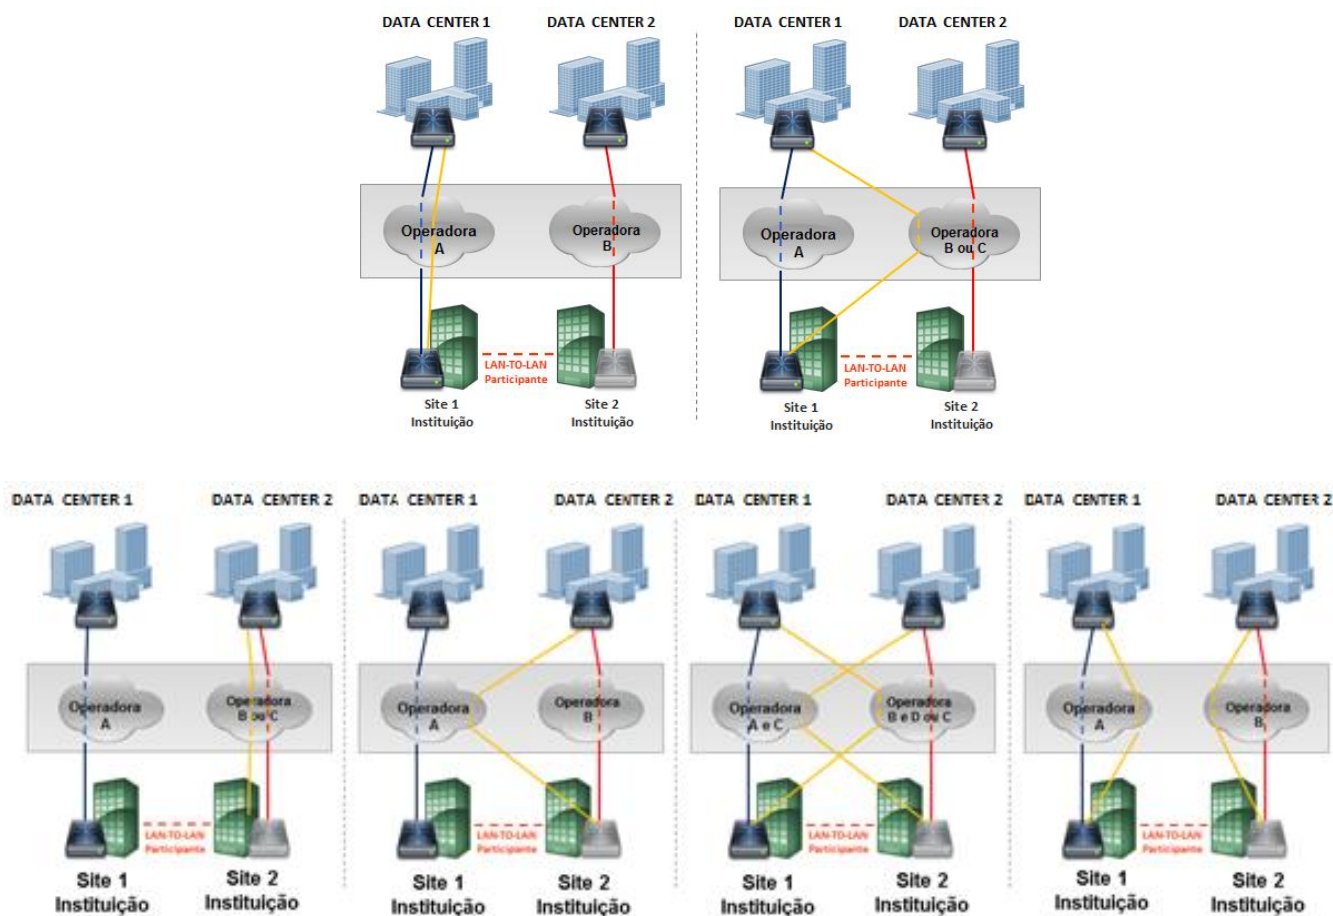 DATA CENTER 1
DATA CENTER 2
Operadora
A
Operadora
B
LAN-TO-LAN
Participante
Site 1
Instituição
Site 2
Instituição
DATA CENTER 1
DATA CENTER 2
Operadora
A
Operadora
B ou C
LAN-TO-LAN
Participante
Site 1
Instituição
Site 2
Instituição
DATA CENTER 1
DATA CENTER 2
Operadora
A
Operadora
B ou C
LAN-TO-LAN
Participante
Site 1
Instituição
Site 2
Instituição
DATA CENTER 1
DATA CENTER 2
Operadora
A
Operadora
B
LAN-TO-LAN
Participante
Site 1
Instituição
Site 2
Instituição
DATA CENTER 1
DATA CENTER 2
Operadora
A e C
Operadora
B e D ou C
LAN-TO-LAN
Participante
Site 1
Instituição
Site 2
Instituição
DATA CENTER 1
DATA CENTER 2
Operadora
A
Operadora
B
LAN-TO-LAN
Participante
Site 1
Instituição
Site 2
Instituição